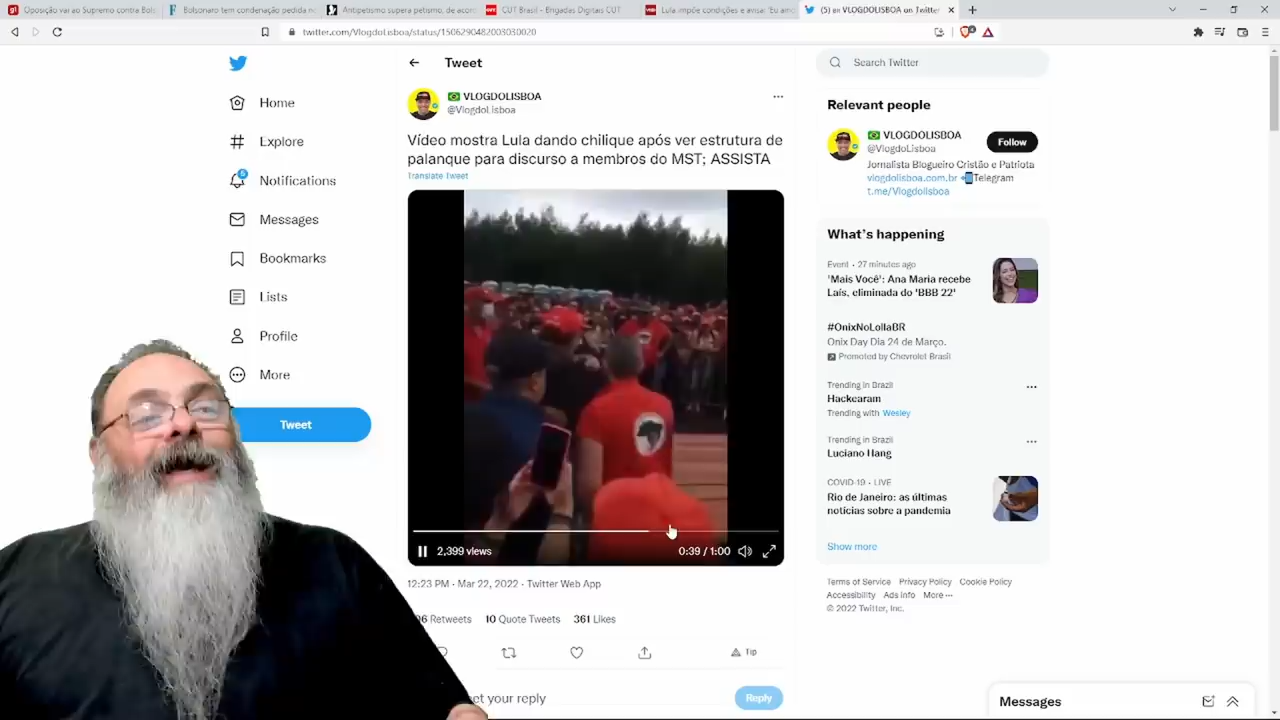 Oposição vai ao Supremo contra Bols
Bolsonaro tem condenação pedida n
Antipetismo supera petismo, de acor
CUT Brasil - Brigadas Digitais CUT
Lula impõe condições e avisa: 'Eu am
VLOGDOLISBOA on Twitter
twitter.com/VlogdoLisboa/status/1506290482003030020
Tweet
Search Twitter
Home
Explore
Notifications
Messages
Bookmarks
Lists
Profile
More
Tweet
VLOGDOLISBOA
@VlogdoLisboa
Vídeo mostra Lula dando chilique após ver estrutura de
palanque para discurso a membros do MST; ASSISTA
Translate Tweet
2,399 views
0:39 / 1:00
12:23 PM · Mar 22, 2022 · Twitter Web App
Retweets 10 Quote Tweets 361 Likes
Tip
your reply
Reply
Relevant people
VLOGDOLISBOA
@VlogdoLisboa
Follow
Jornalista Blogueiro Cristão e Patriota
vlogdolisboa.com.br Telegram
t.me/Vlogdolisboa
What's happening
Event · 27 minutes ago
'Mais Você': Ana Maria recebe
Laís, eliminada do 'BBB 22'
#OnixNoLollaBR
Onix Day Dia 24 de Março.
Promoted by Chevrolet Brasil
Trending in Brazil
Hackearam
Trending with Wesley
Trending in Brazil
Luciano Hang
COVID-19 · LIVE
Rio de Janeiro: as últimas
notícias sobre a pandemia
Show more
Terms of Service Privacy Policy Cookie Policy
Accessibility Ads info More ···
© 2022 Twitter, Inc.
Messages